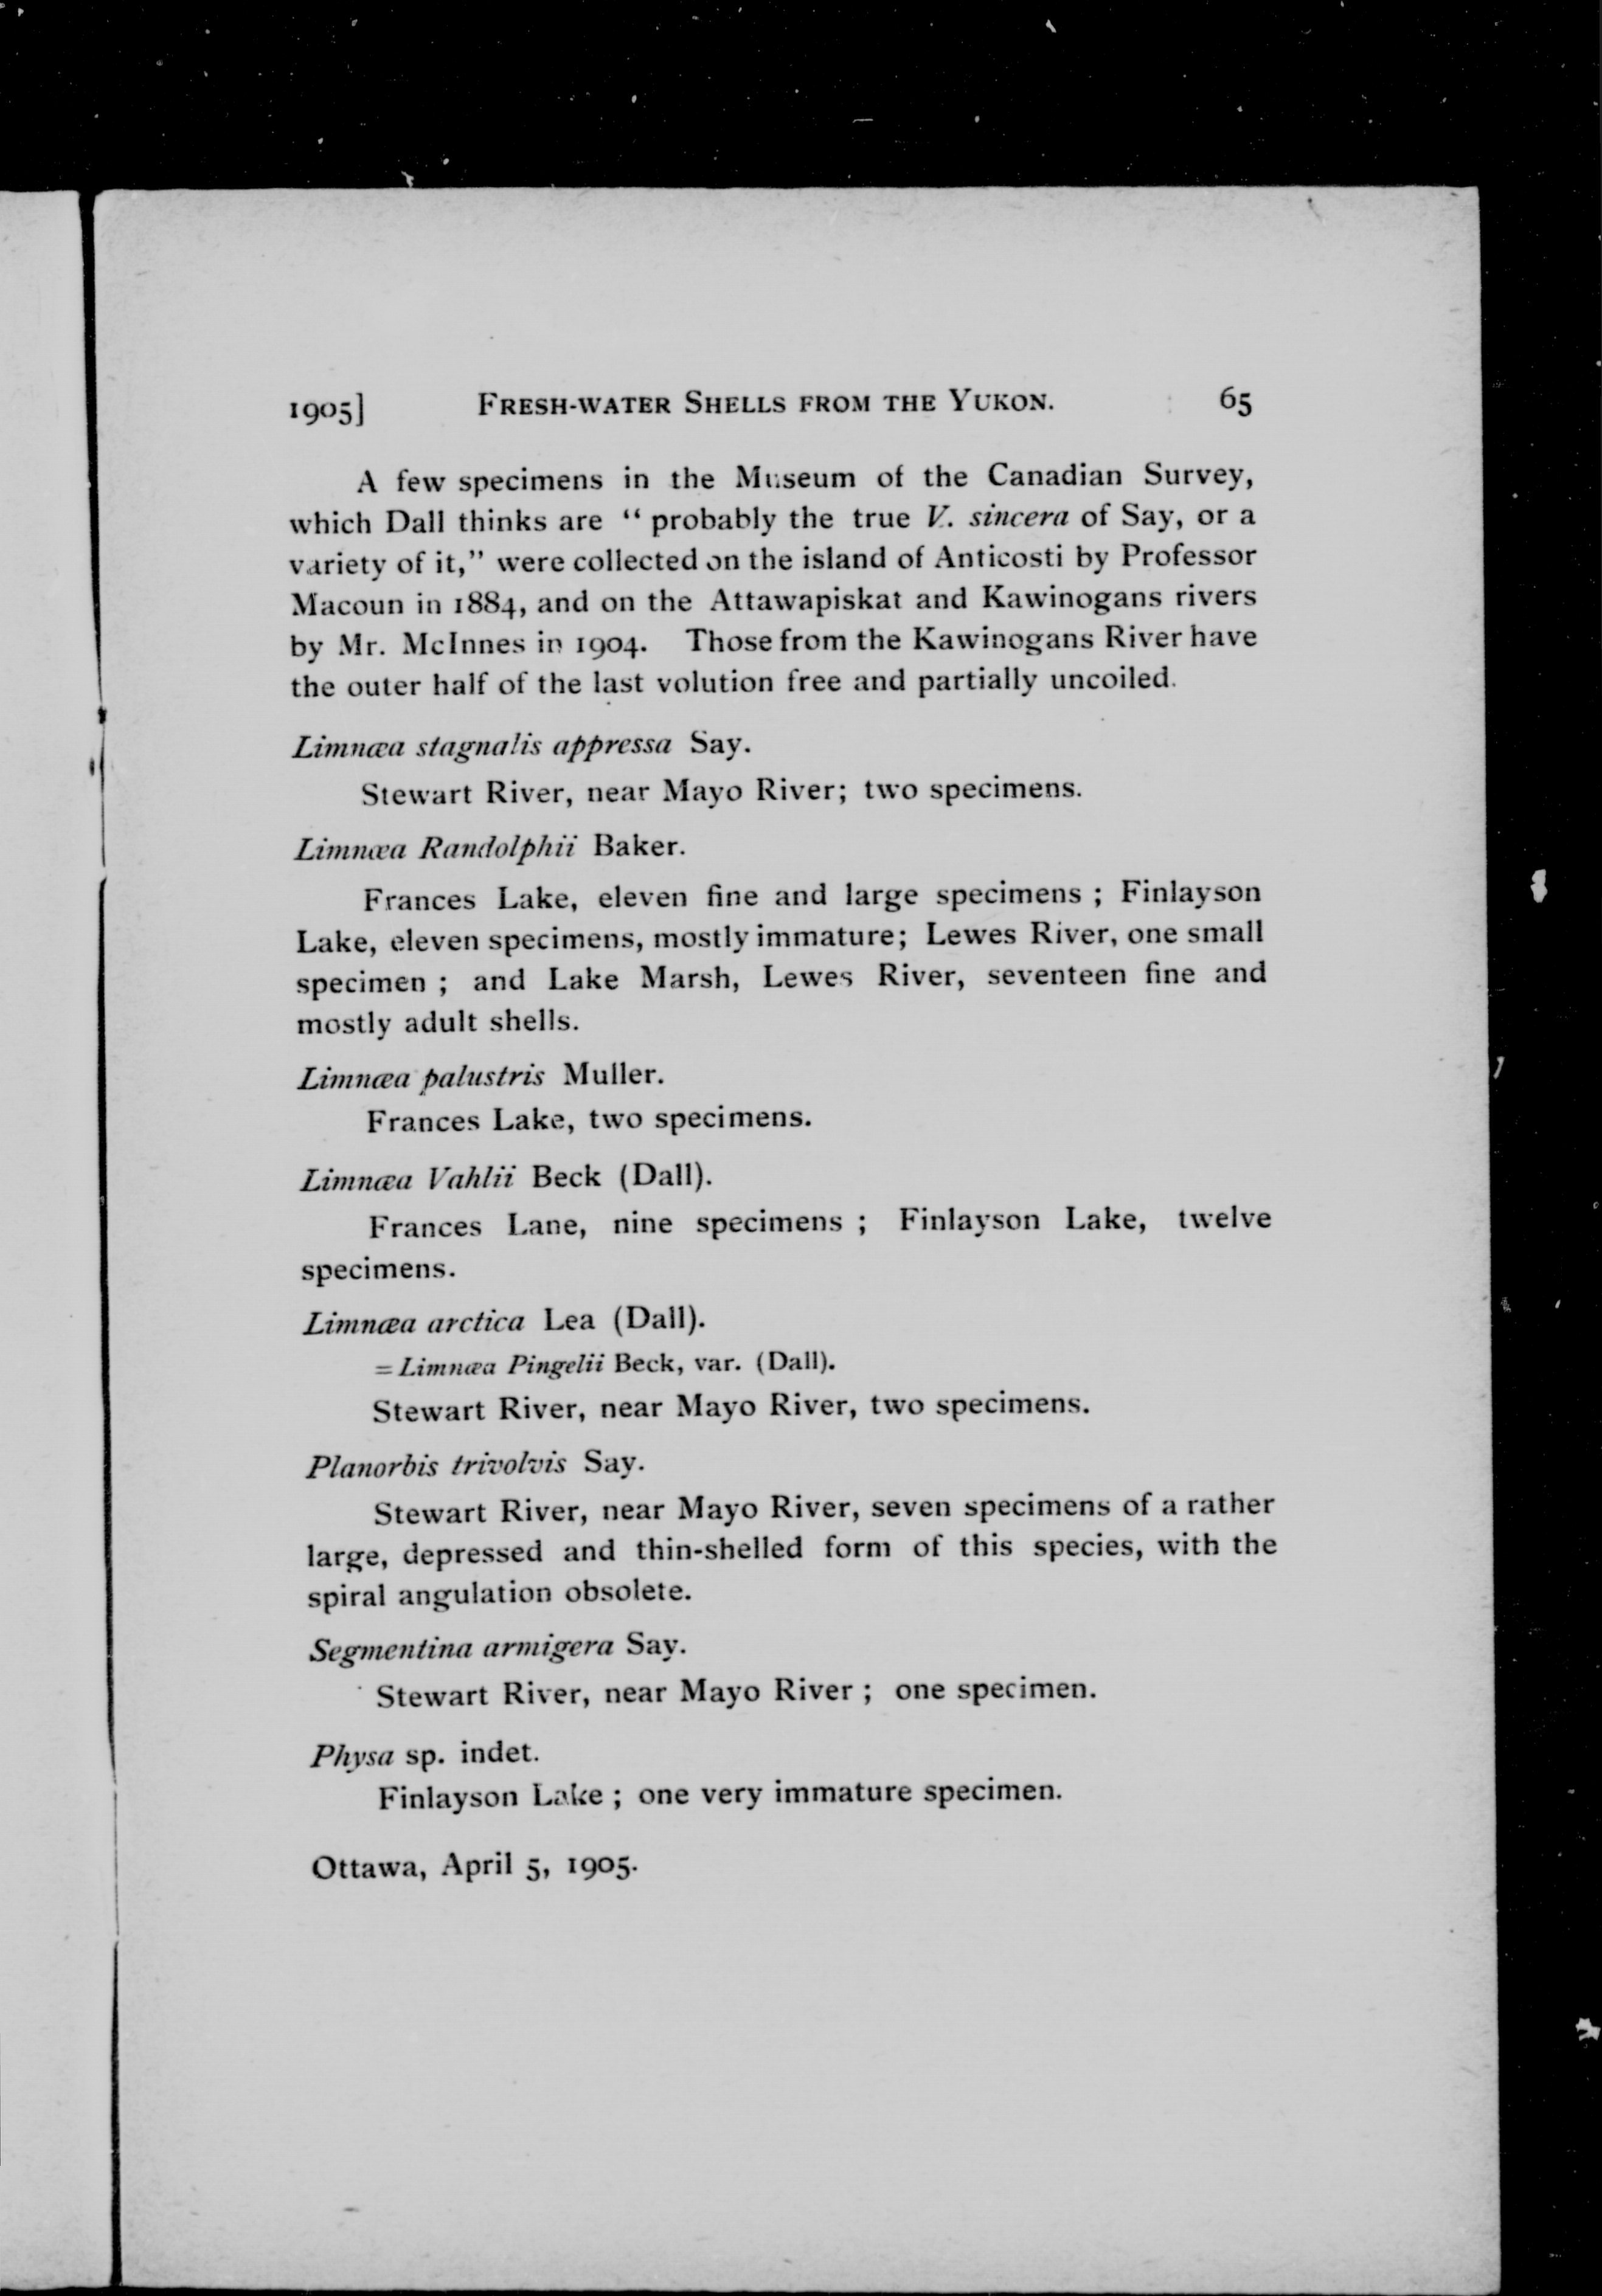 1905] FRESH-WATER SHELLS FROM THE YUKON. 65
A few specimens in the Museum of the Canadian Survey,
which Dall thinks are “ probably the true V. sincera of Say, or a
variety of it,” were collected on the island of Anticosti by Professor
Macoun in 1884, and on the Attawapiskat and Kawinogans rivers
by Mr. McInnes in 1904. Those from the Kawinogans River have
the outer half of the last volution free and partially uncoiled.
Limnæa stagnalis appressa Say.
Stewart River, near Mayo River; two specimens.
Limnæa Randolphii Baker.
Frances Lake, eleven fine and large specimens ; Finlayson
Lake, eleven specimens, mostly immature; Lewes River, one small
specimen ; and Lake Marsh, Lewes River, seventeen fine and
mostly adult shells.
Limnæa palustris Muller.
Frances Lake, two specimens.
Limnæa Vahlii Beck (Dall).
Frances Lane, nine specimens ; Finlayson Lake, twelve
specimens.
Limnæa arctica Lea (Dall).
=Limnæa Pingelii Beck, var. (Dall).
Stewart River, near Mayo River, two specimens.
Planorbis trivolvis Say.
Stewart River, near Mayo River, seven specimens of a rather
large, depressed and thin-shelled form of this species, with the
spiral angulation obsolete.
Segmentina armigera Say.
Stewart River, near Mayo River ; one specimen.
Physa sp. indet.
Finlayson Lake ; one very immature specimen.
Ottawa, April 5, 1905.